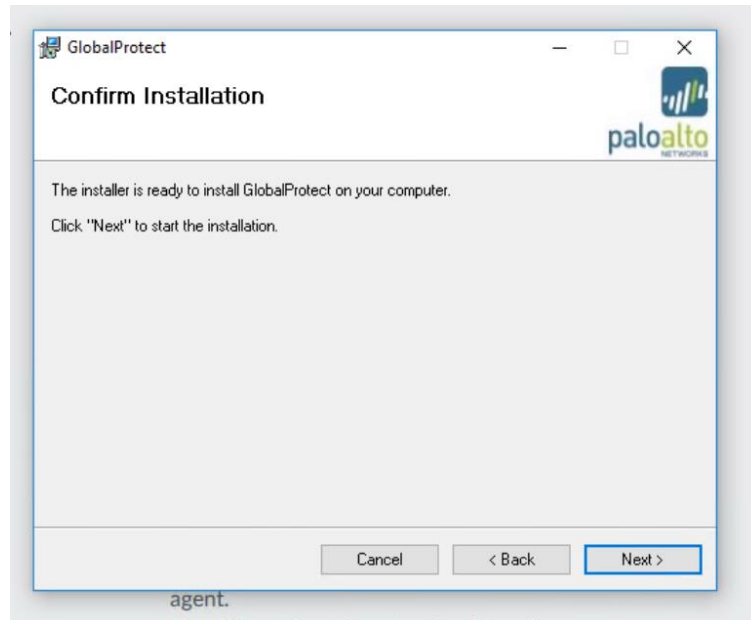 GlobalProtect
Confirm Installation
paloalto
NETWORKS
The installer is ready to install GlobalProtect on your computer.
Click "Next" to start the installation.
Cancel
< Back
Next >
agent.